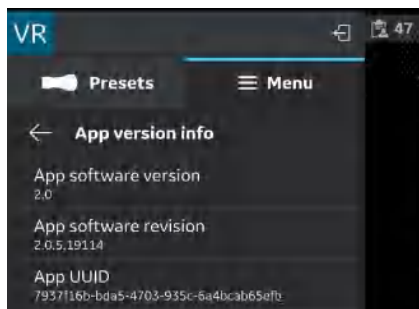 VR
47
Presets
Menu
App version info
App software version
2.0
App software revision
2.0.5.19114
App UUID
7937f16b-bda5-4703-935c-6a4bcab65efb